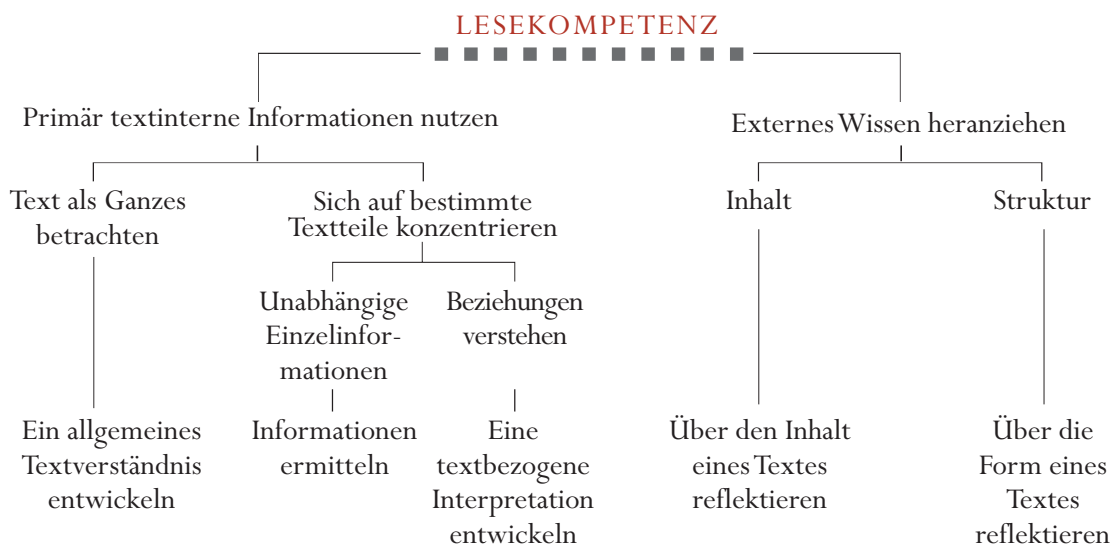 LESEKOMPETENZ
Primär textinterne Informationen nutzen
Externes Wissen heranziehen
Text als Ganzes
betrachten
Sich auf bestimmte
Textteile konzentrieren
Inhalt
Struktur
Unabhängige
Einzelinfor-
mationen
Beziehungen
verstehen
Ein allgemeines
Textverständnis
entwickeln
Informationen
ermitteln
Eine
textbezogene
Interpretation
entwickeln
Über den Inhalt
eines Textes
reflektieren
Über die
Form eines
Textes
reflektieren